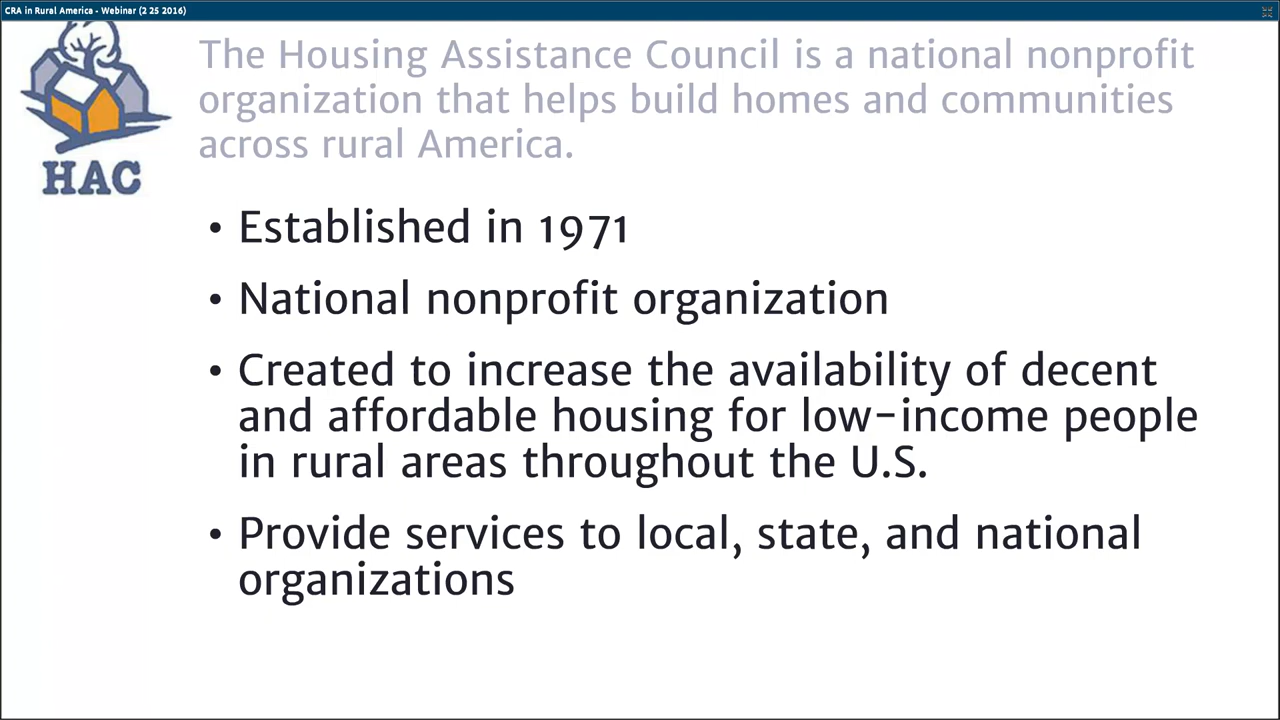 CRA in Rural America - Webinar (2 25 2016)
The Housing Assistance Council is a national nonprofit
organization that helps build homes and communities
across rural America.
HAC
• Established in 1971
• National nonprofit organization
• Created to increase the availability of decent
and affordable housing for low-income people
in rural areas throughout the U.S.
• Provide services to local, state, and national
organizations